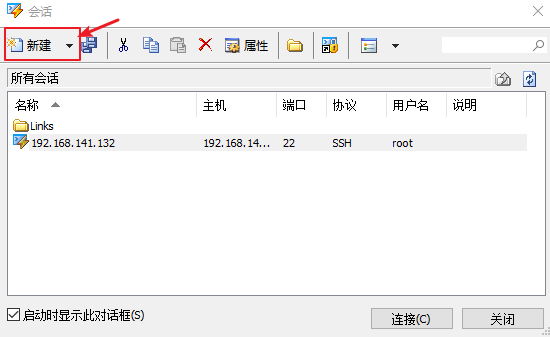 会话
新建 属性
所有会话
名称 主机 端口 协议 用户名 说明
Links
192.168.141.132 192.168.14... 22 SSH root
启动时显示此对话框(S) 连接(C) 关闭